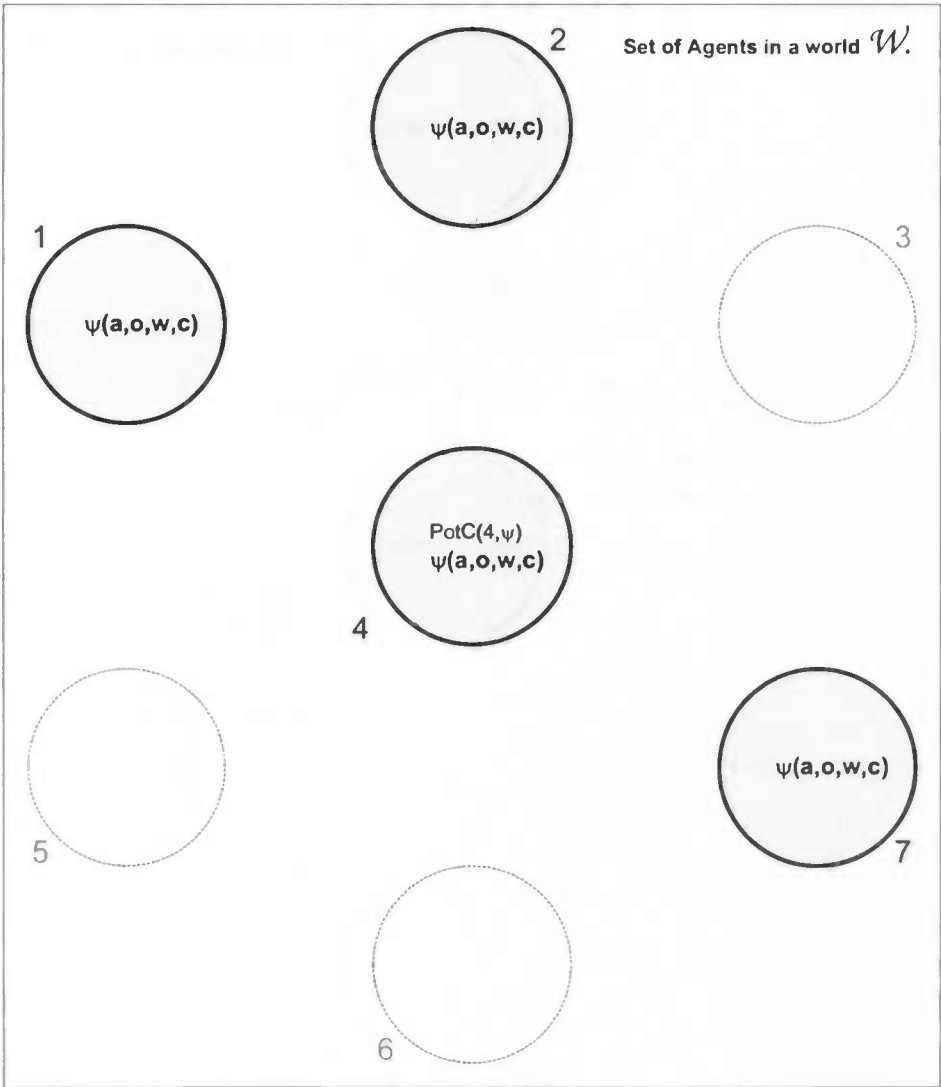 2
Set of Agents in a world 𝒲.
ψ(a,o,w,c)
1
3
ψ(a,o,w,c)
PotC(4,ψ)
ψ(a,o,w,c)
4
ψ(a,o,w,c)
5
7
6